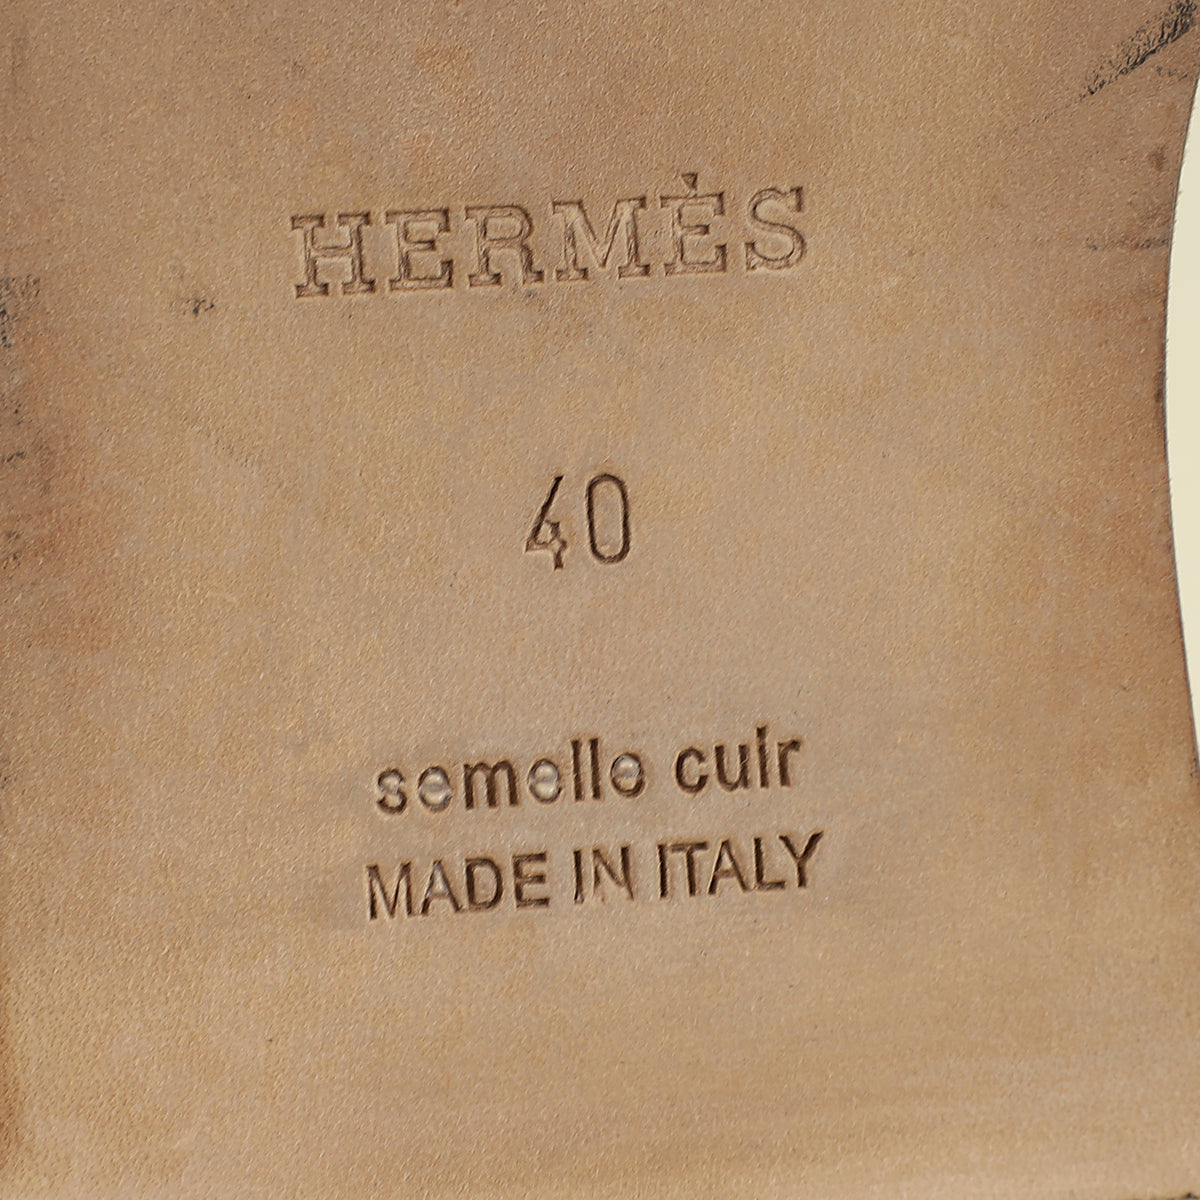 HERMÈS
40
semelle cuir
MADE IN ITALY